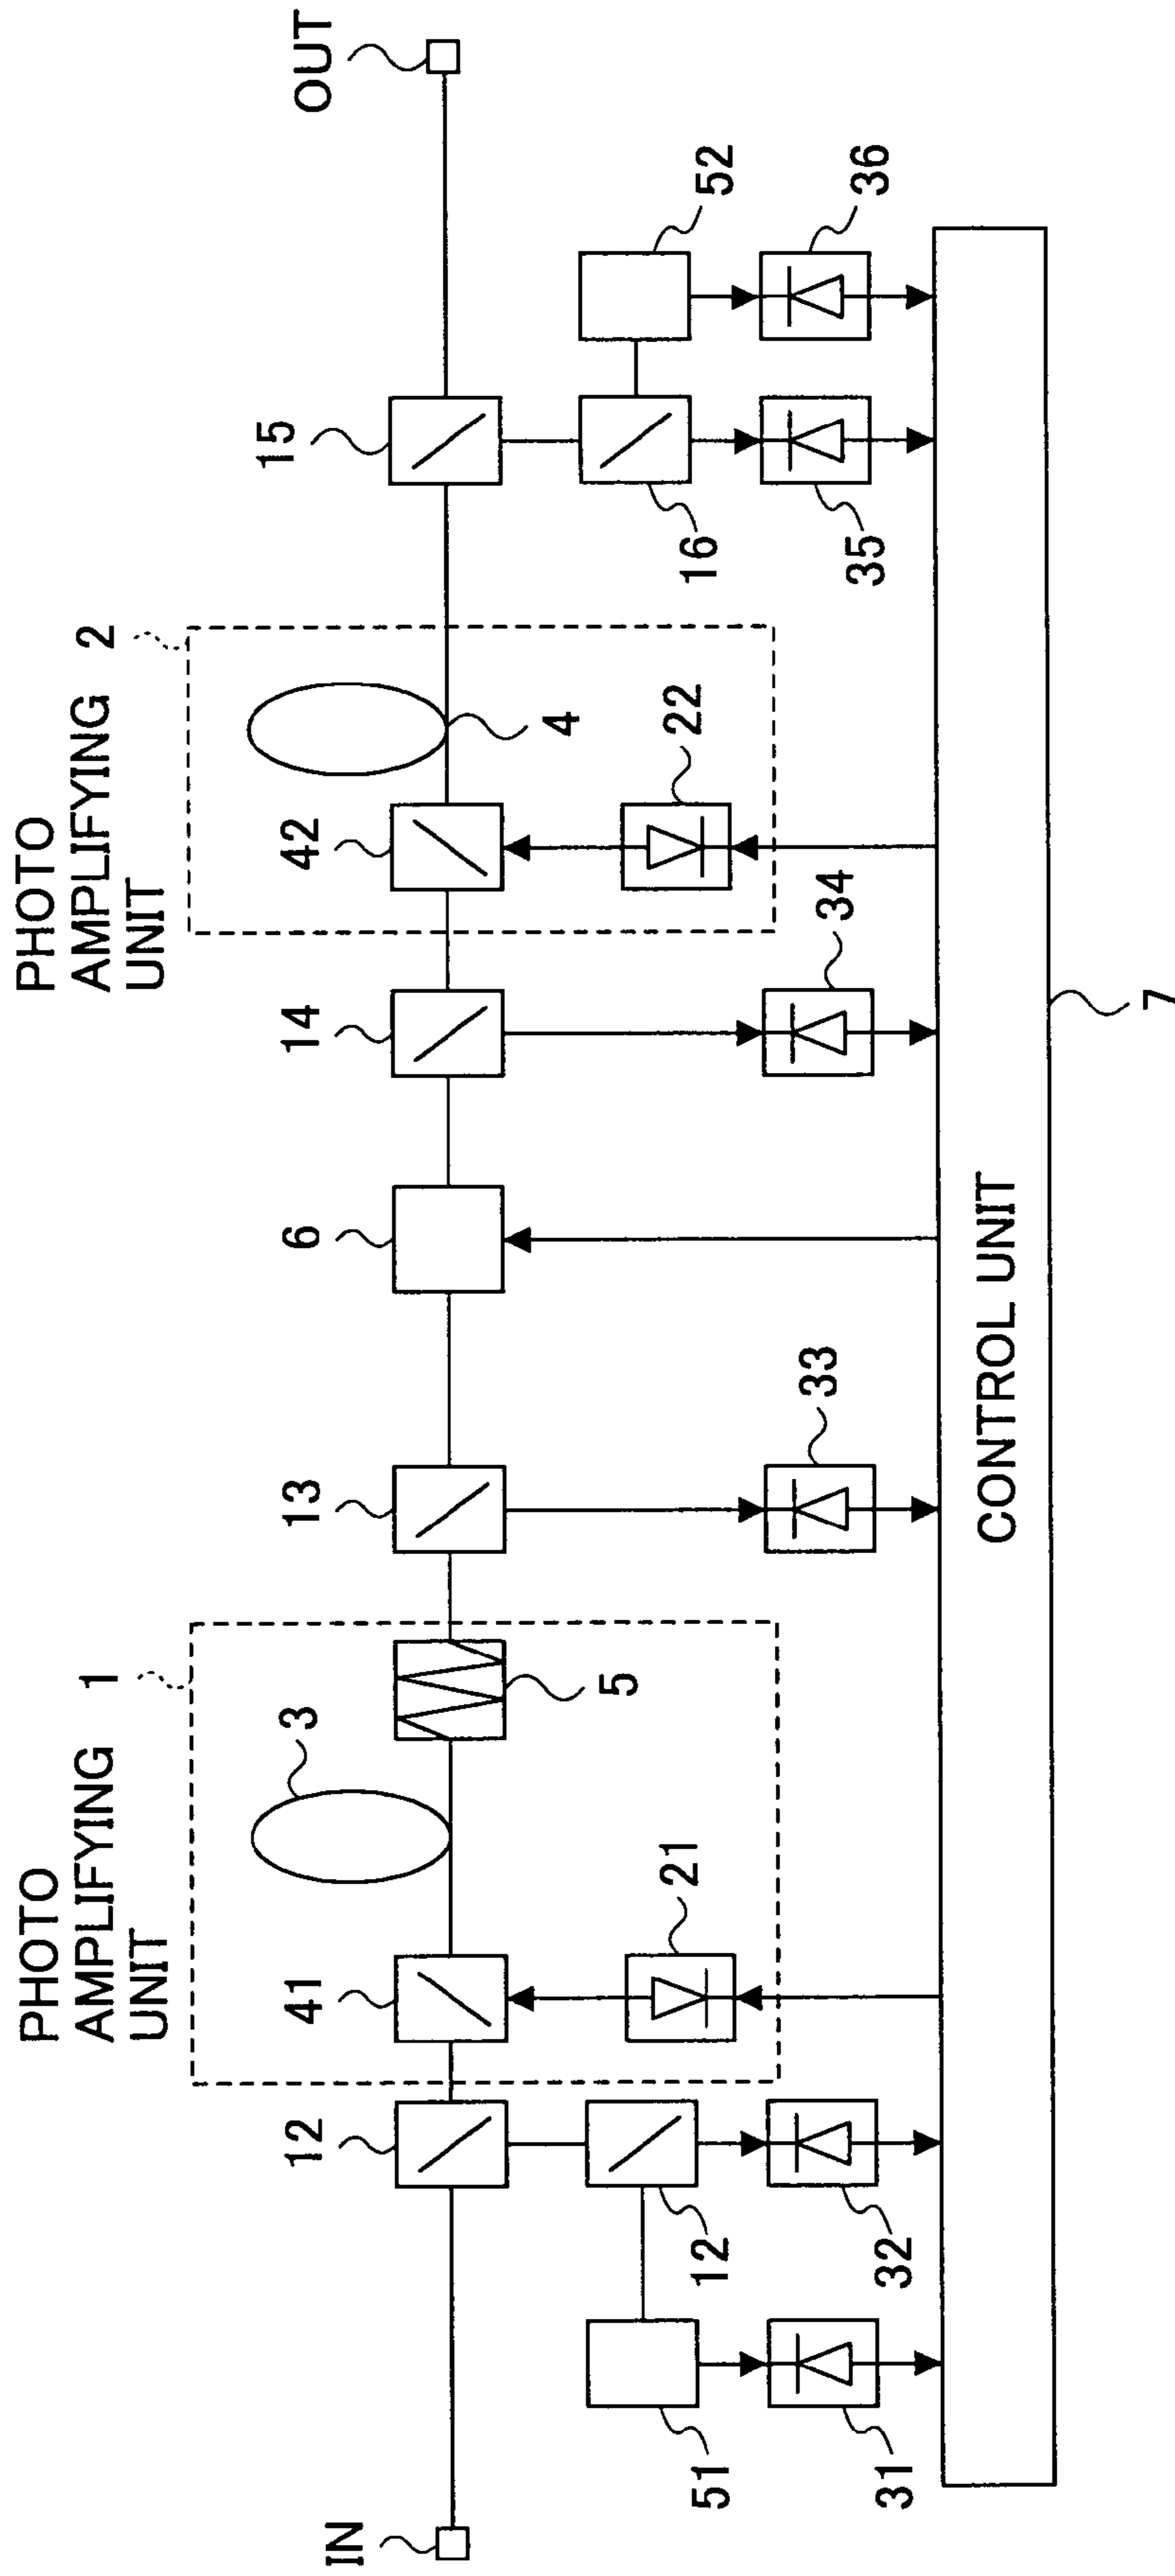 PHOTO
AMPLIFYING
UNIT
1
PHOTO
AMPLIFYING
UNIT
2
IN
12
41
3
5
13
6
14
42
4
15
OUT
51
12
21
22
16
52
31
32
33
34
35
36
CONTROL UNIT
7